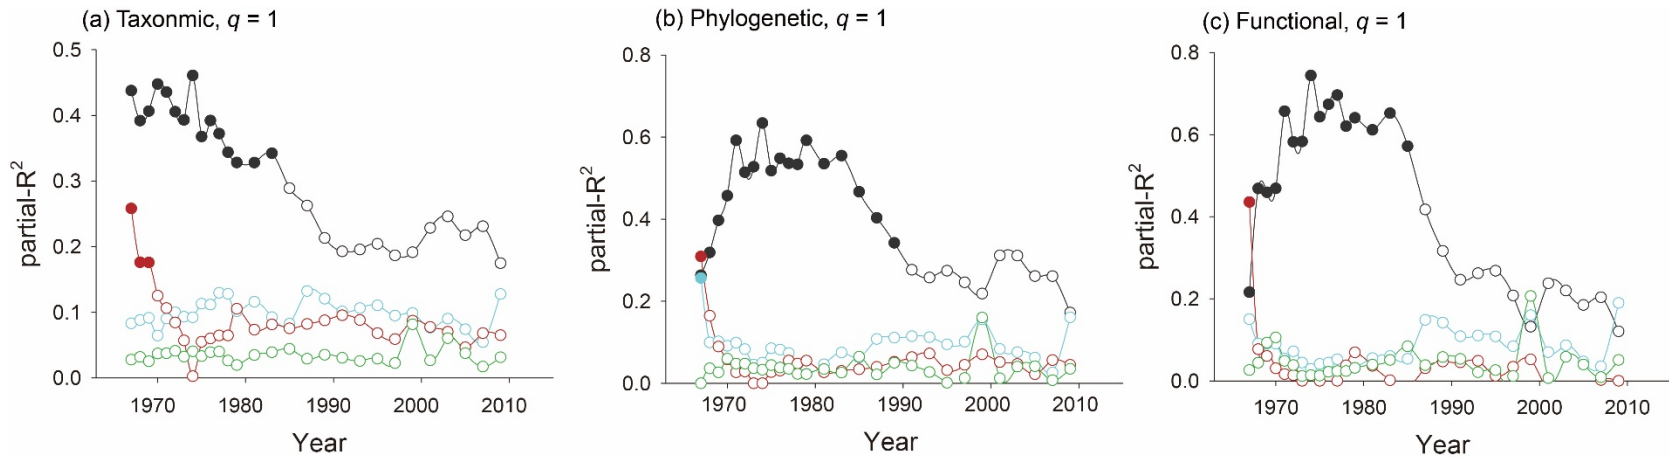 (a) Taxonmic, q = 1
0.5
0.4
0.3
0.2
0.1
0.0
partial-R²
1970 1980 1990 2000 2010
Year
(b) Phylogenetic, q = 1
0.8
0.6
0.4
0.2
0.0
partial-R²
1970 1980 1990 2000 2010
Year
(c) Functional, q = 1
0.8
0.6
0.4
0.2
0.0
partial-R²
1970 1980 1990 2000 2010
Year